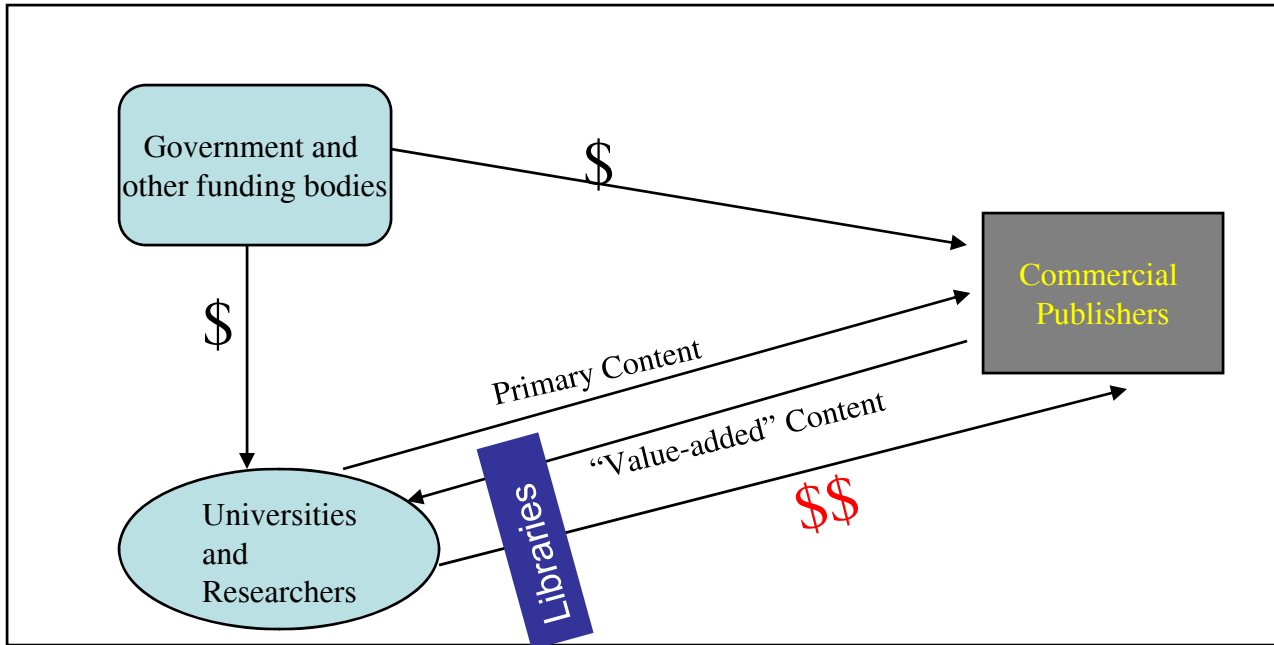 Government and
other funding bodies
$
$
Commercial
Publishers
Primary Content
“Value-added” Content
$$
Libraries
Universities
and
Researchers